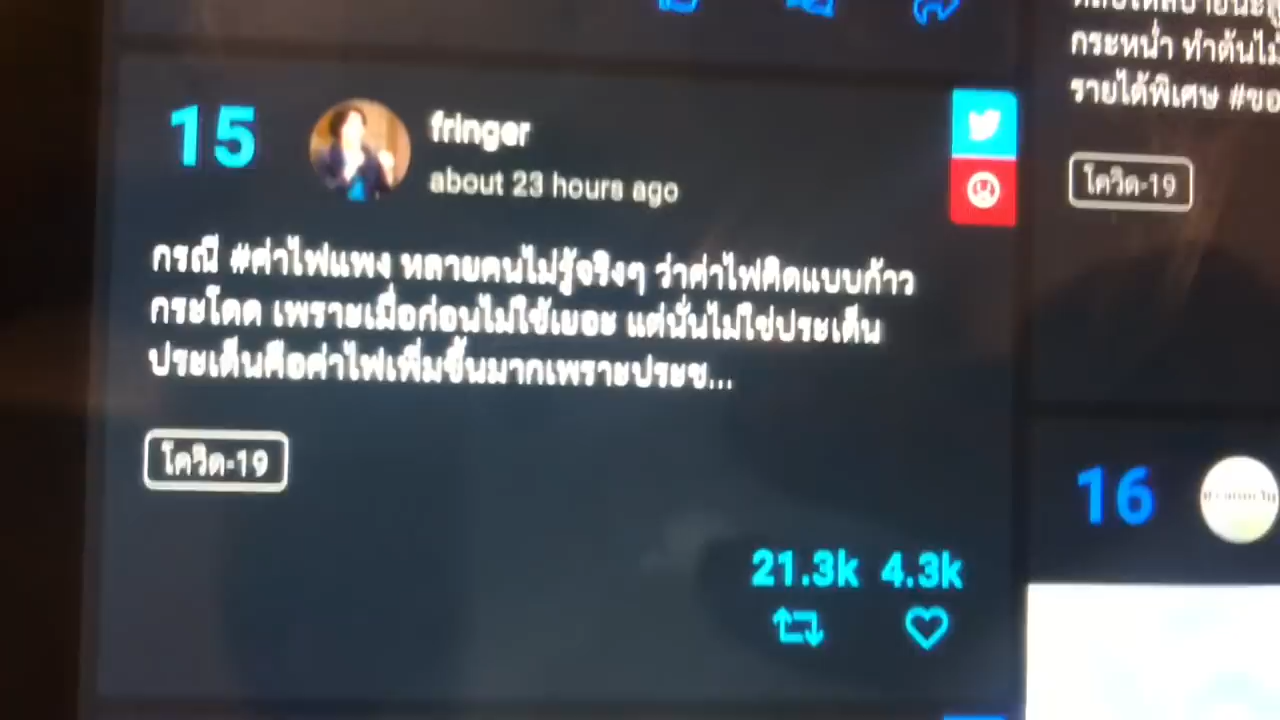 15
fringer
about 23 hours ago
กรณี #ค่าไฟแพง หลายคนไม่รู้จริงๆ ว่าค่าไฟคิดแบบก้าว
กระโดด เพราะเมื่อก่อนไม่ใช้เยอะ แต่นั่นไม่ใช่ประเด็น
ประเด็นคือค่าไฟเพิ่มขึ้นมากเพราะประช...
โควิด-19
21.3k 4.3k
กระหน่ำ ทำต้นไม้
รายได้พิเศษ #ขอ
โควิด-19
16